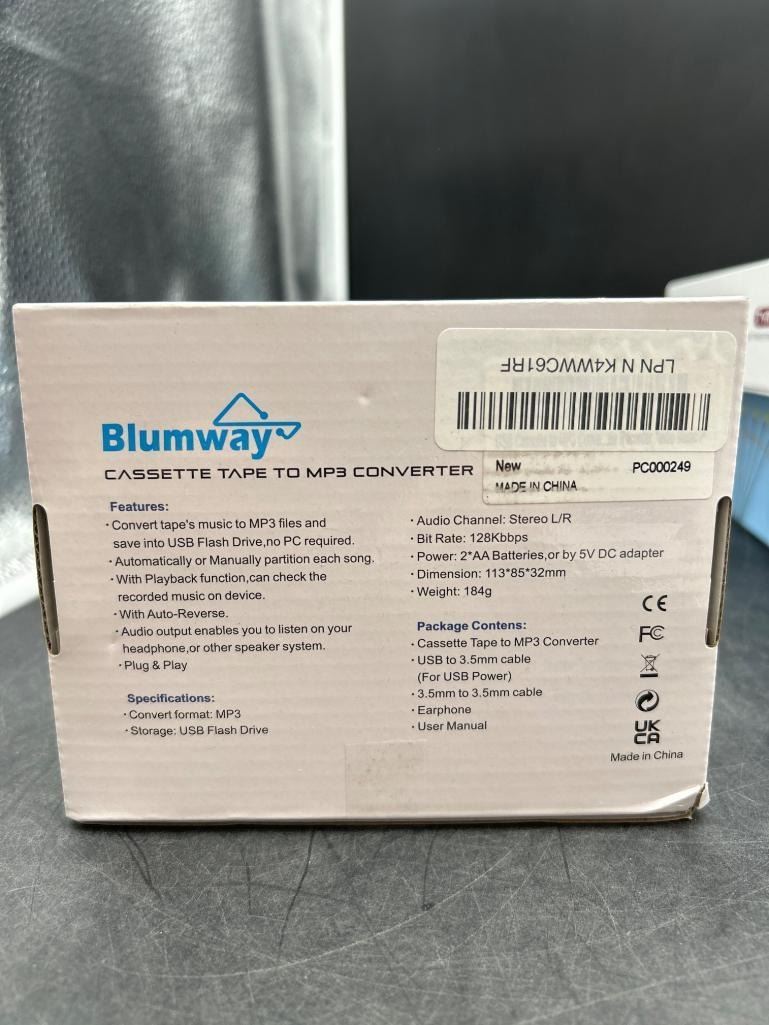 LPN N K4WWC61RF
Blumway
CASSETTE TAPE TO MP3 CONVERTER
New
PC000249
MADE IN CHINA
Features:
·Convert tape's music to MP3 files and
save into USB Flash Drive,no PC required.
·Automatically or Manually partition each song.
·With Playback function,can check the
recorded music on device.
·With Auto-Reverse.
·Audio output enables you to listen on your
headphone,or other speaker system.
·Plug & Play
Specifications:
·Convert format: MP3
·Storage: USB Flash Drive
·Audio Channel: Stereo L/R
·Bit Rate: 128Kbbps
·Power: 2*AA Batteries,or by 5V DC adapter
·Dimension: 113*85*32mm
·Weight: 184g
Package Contens:
·Cassette Tape to MP3 Converter
·USB to 3.5mm cable
(For USB Power)
·3.5mm to 3.5mm cable
·Earphone
·User Manual
CE
FC
UK
CA
Made in China